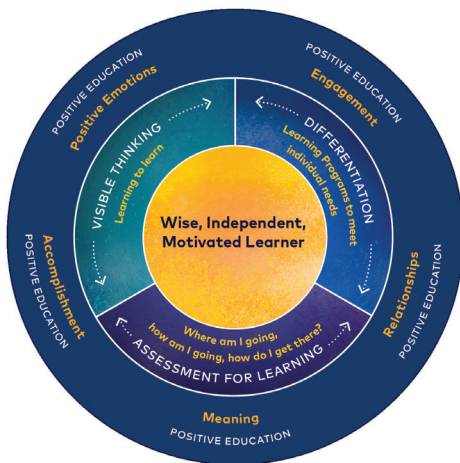 POSITIVE EDUCATION
Positive Emotions
POSITIVE EDUCATION
Engagement
VISIBLE THINKING
Learning to learn
DIFFERENTIATION
Learning Programs to meet
individual needs
Wise, Independent,
Motivated Learner
Accomplishment
POSITIVE EDUCATION
Relationships
POSITIVE EDUCATION
Where am I going,
how am I going, how do I get there?
ASSESSMENT FOR LEARNING
Meaning
POSITIVE EDUCATION